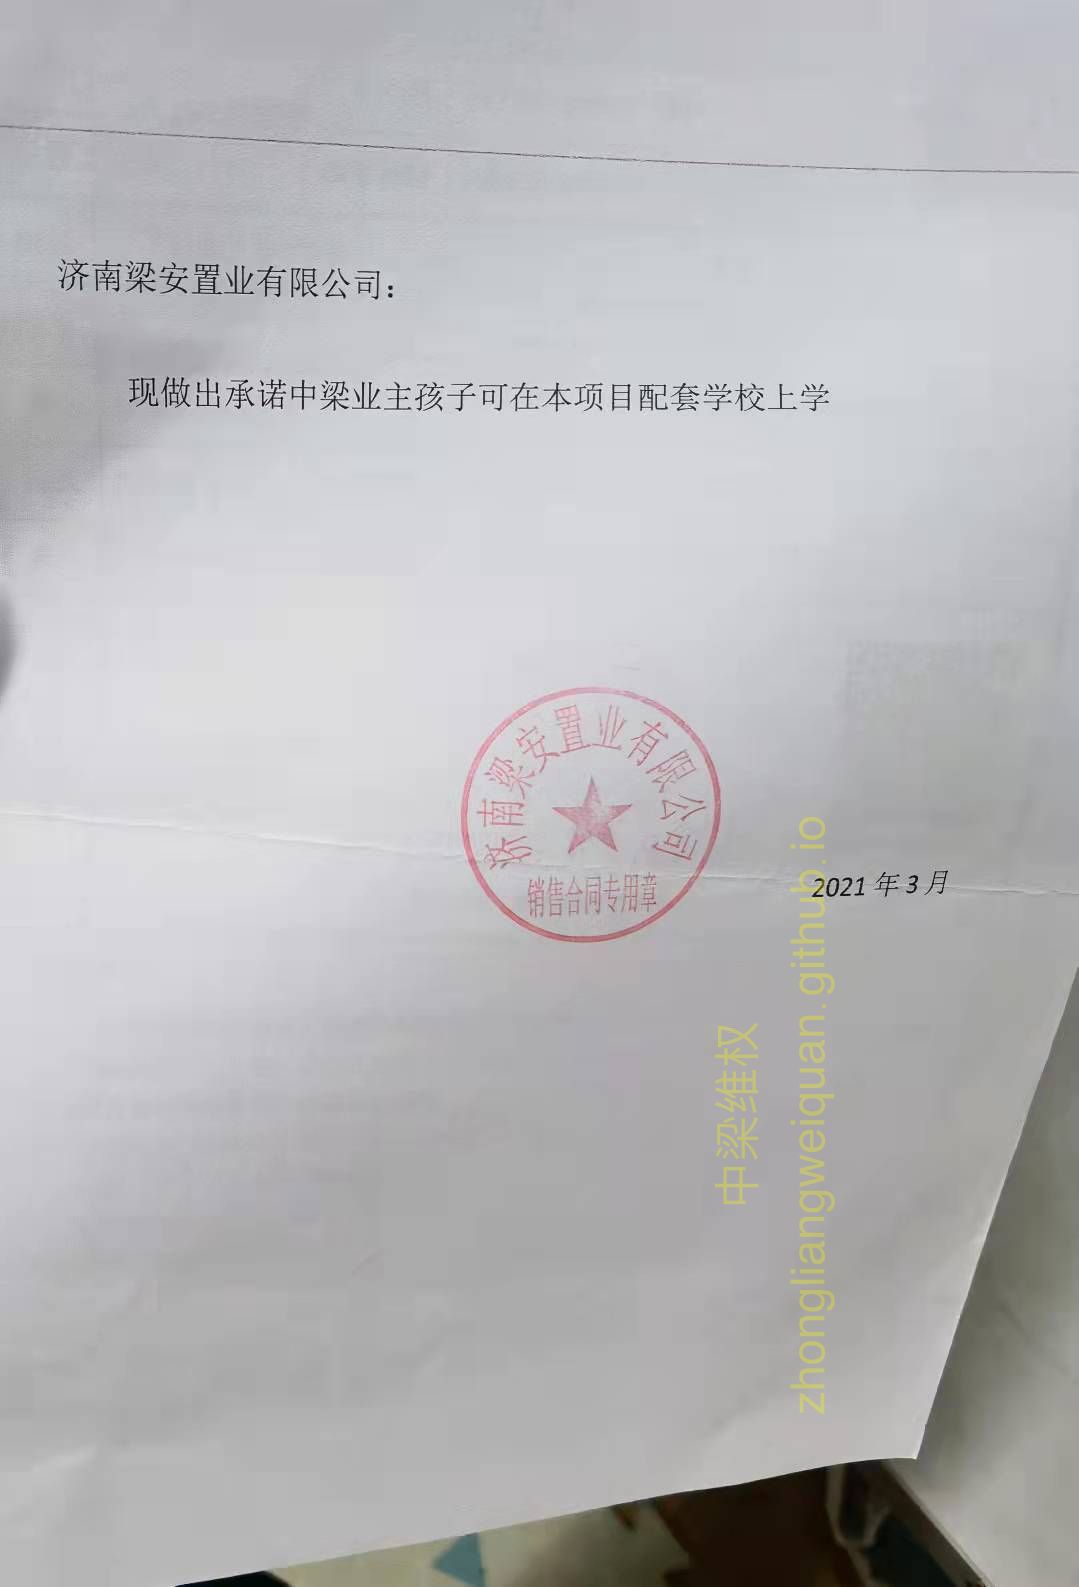 济南梁安置业有限公司：
现做出承诺中梁业主孩子可在本项目配套学校上学
济南梁安置业有限公司
销售合同专用章
2021 年 3 月
中梁维权
zhongliangweiquan.github.io